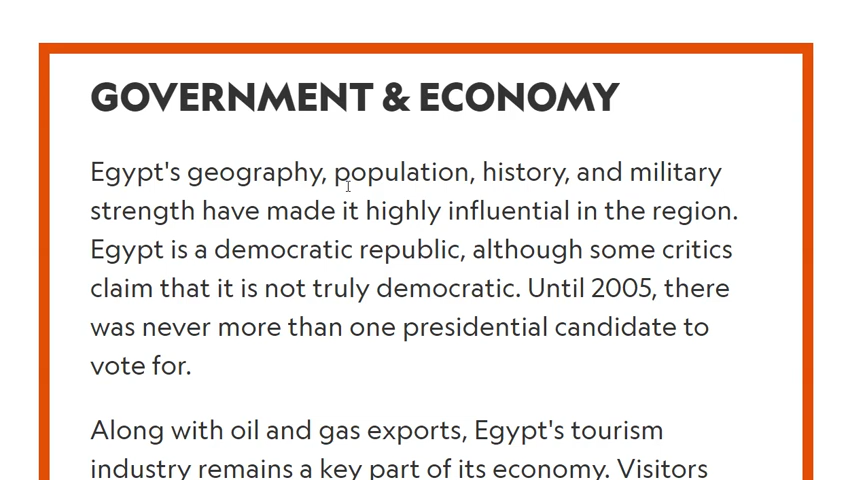 GOVERNMENT & ECONOMY
Egypt's geography, population, history, and military
strength have made it highly influential in the region.
Egypt is a democratic republic, although some critics
claim that it is not truly democratic. Until 2005, there
was never more than one presidential candidate to
vote for.
Along with oil and gas exports, Egypt's tourism
industry remains a key part of its economy. Visitors